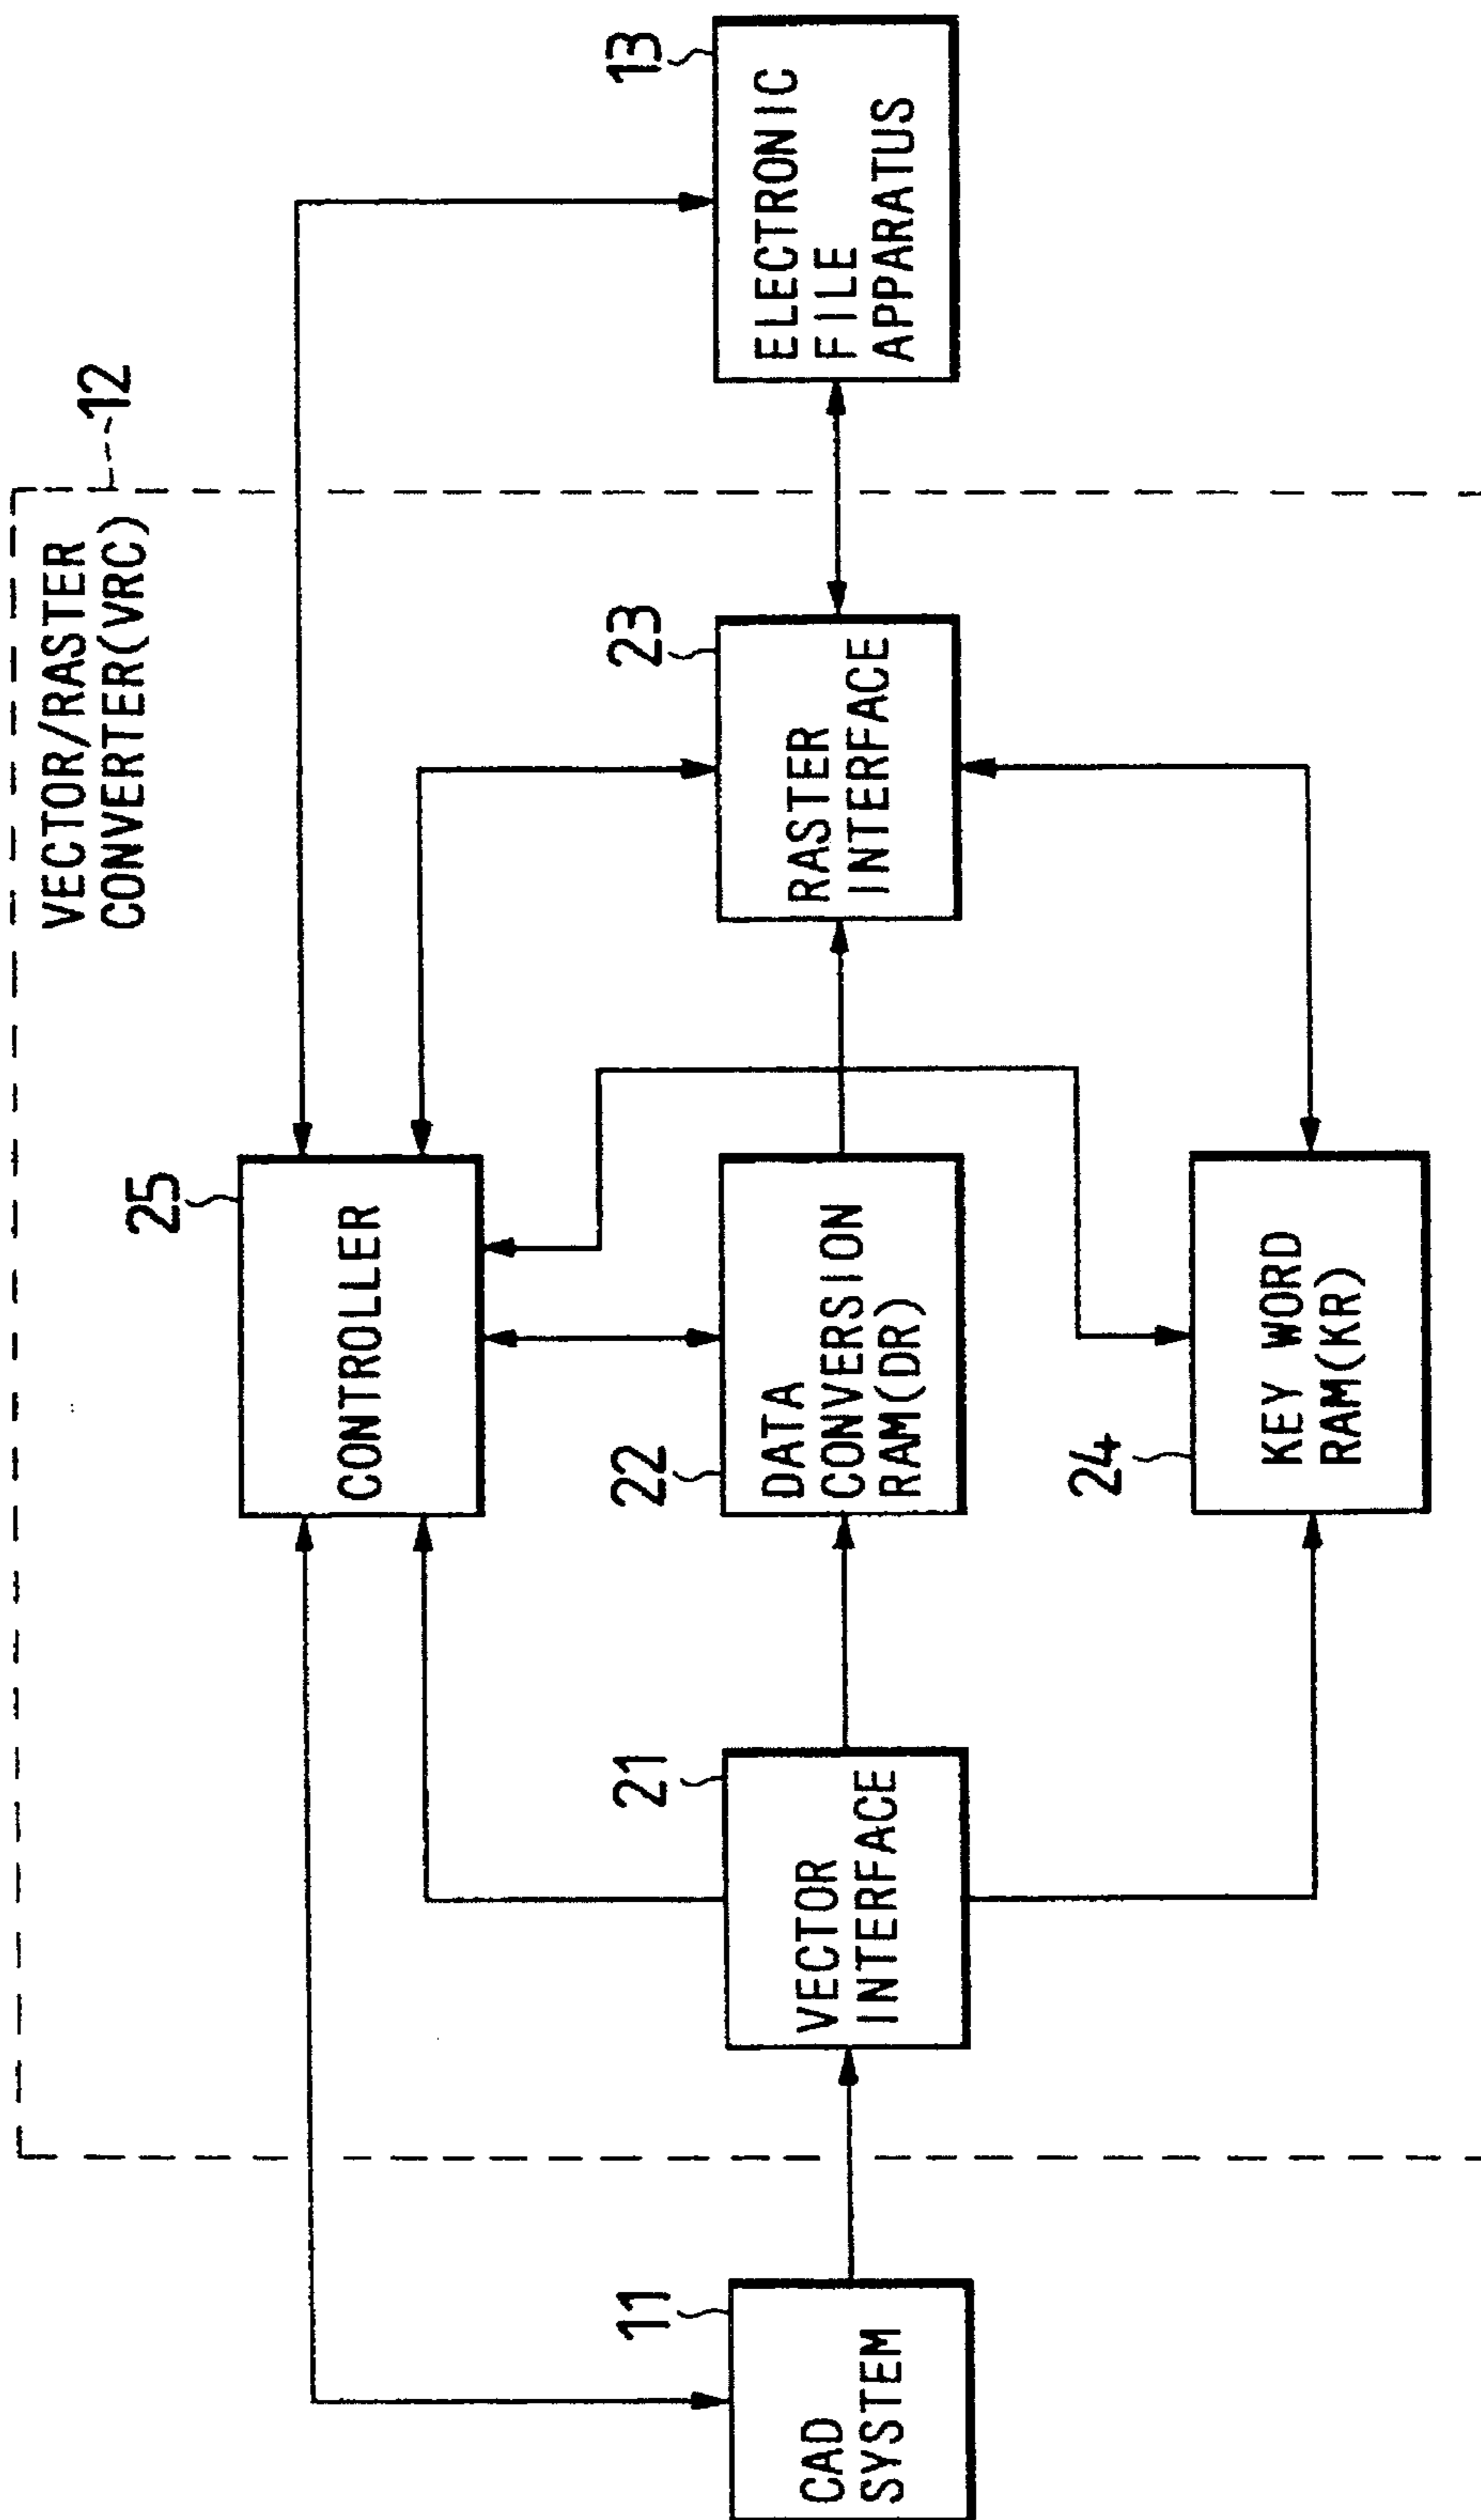 VECTOR/RASTER
CONVERTER(VRC)
12
25
CONTROLLER
11
CAD
SYSTEM
21
VECTOR
INTERFACE
22
DATA
CONVERSION
RAM(DR)
23
RASTER
INTERFACE
13
ELECTRONIC
FILE
APPARATUS
24
KEY WORD
RAM(KR)